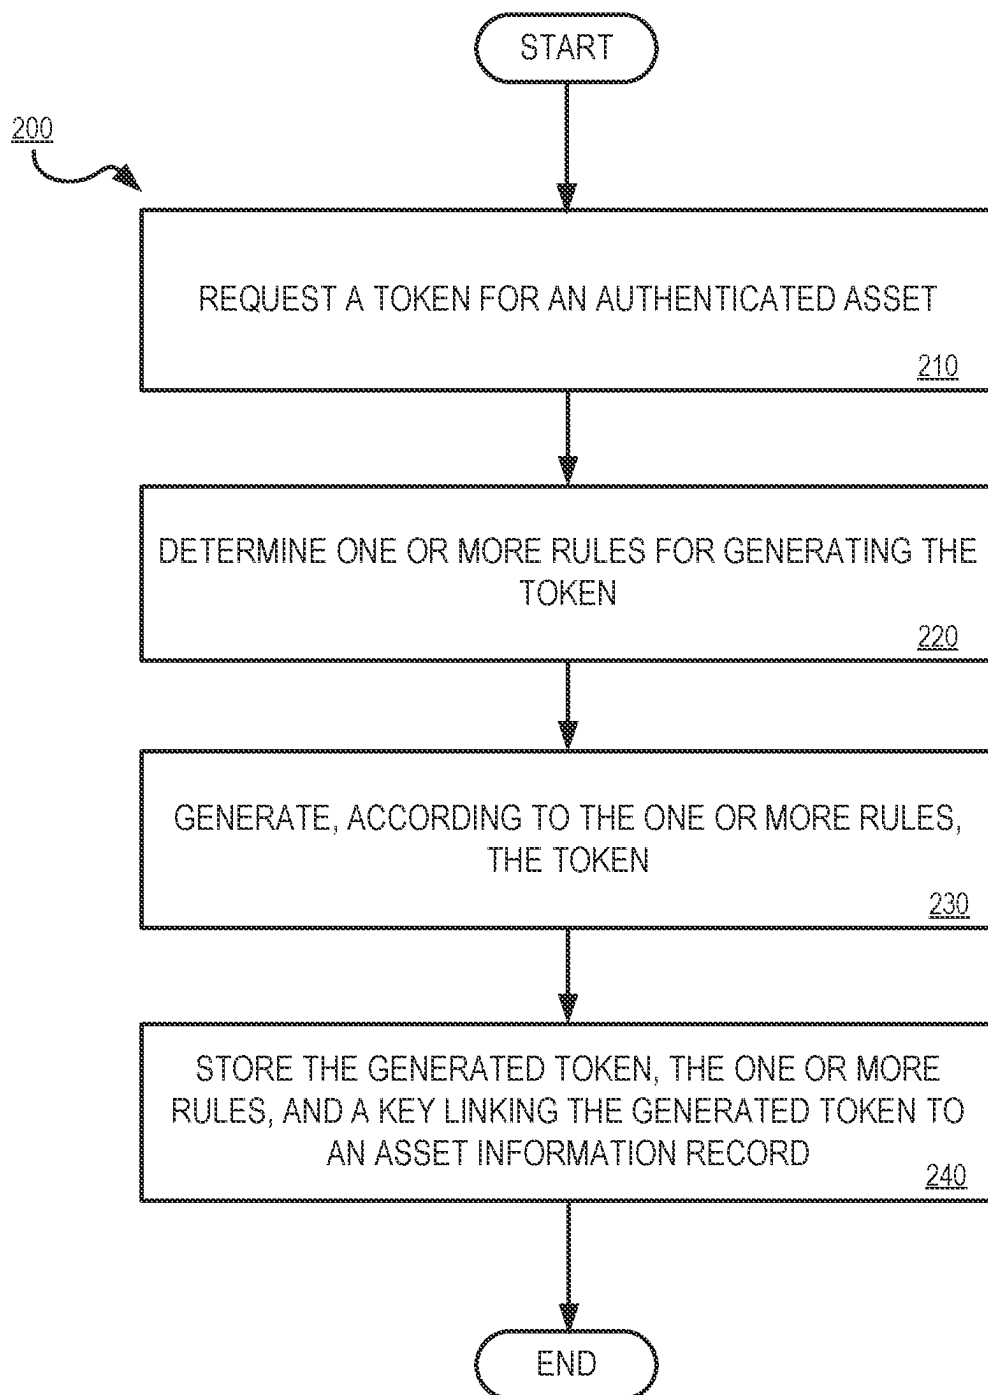 START
200
REQUEST A TOKEN FOR AN AUTHENTICATED ASSET
210
DETERMINE ONE OR MORE RULES FOR GENERATING THE
TOKEN
220
GENERATE, ACCORDING TO THE ONE OR MORE RULES,
THE TOKEN
230
STORE THE GENERATED TOKEN, THE ONE OR MORE
RULES, AND A KEY LINKING THE GENERATED TOKEN TO
AN ASSET INFORMATION RECORD
240
END